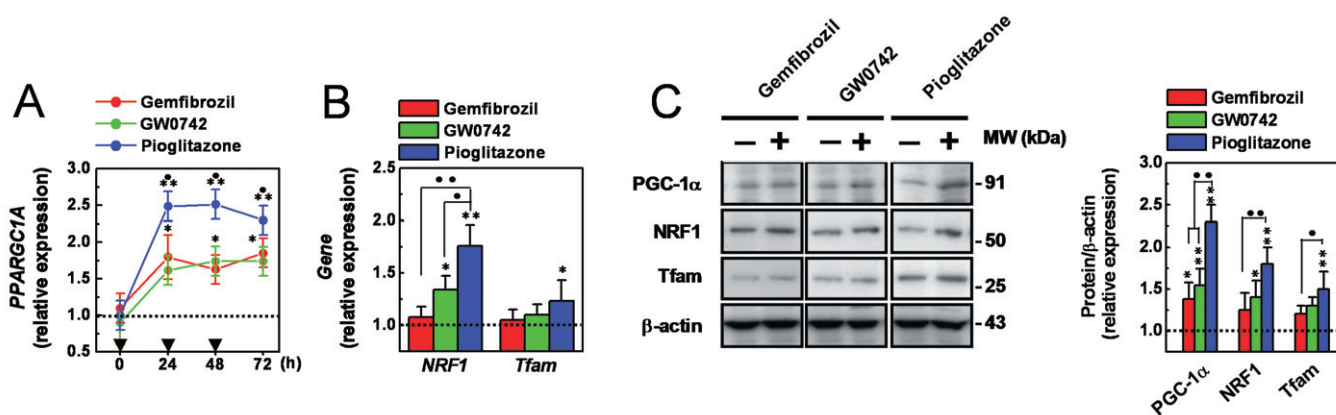 A
Gemfibrozil
GW0742
Pioglitazone
PPARGC1A
(relative expression)
3.0
2.5
2.0
1.5
1.0
0.5
** ** **
* * *
0 24 48 72 (h)
B
Gemfibrozil
GW0742
Pioglitazone
Gene
(relative expression)
2.5
2.0
1.5
1.0
●●
●
**
*
*
NRF1 Tfam
C
Gemfibrozil
GW0742
Pioglitazone
− + − + − + MW (kDa)
PGC-1α -91
NRF1 -50
Tfam -25
β-actin -43
Gemfibrozil
GW0742
Pioglitazone
Protein/β-actin
(relative expression)
3.0
2.5
2.0
1.5
1.0
●● ●● ●
* ** ** * ** **
PGC-1α NRF1 Tfam